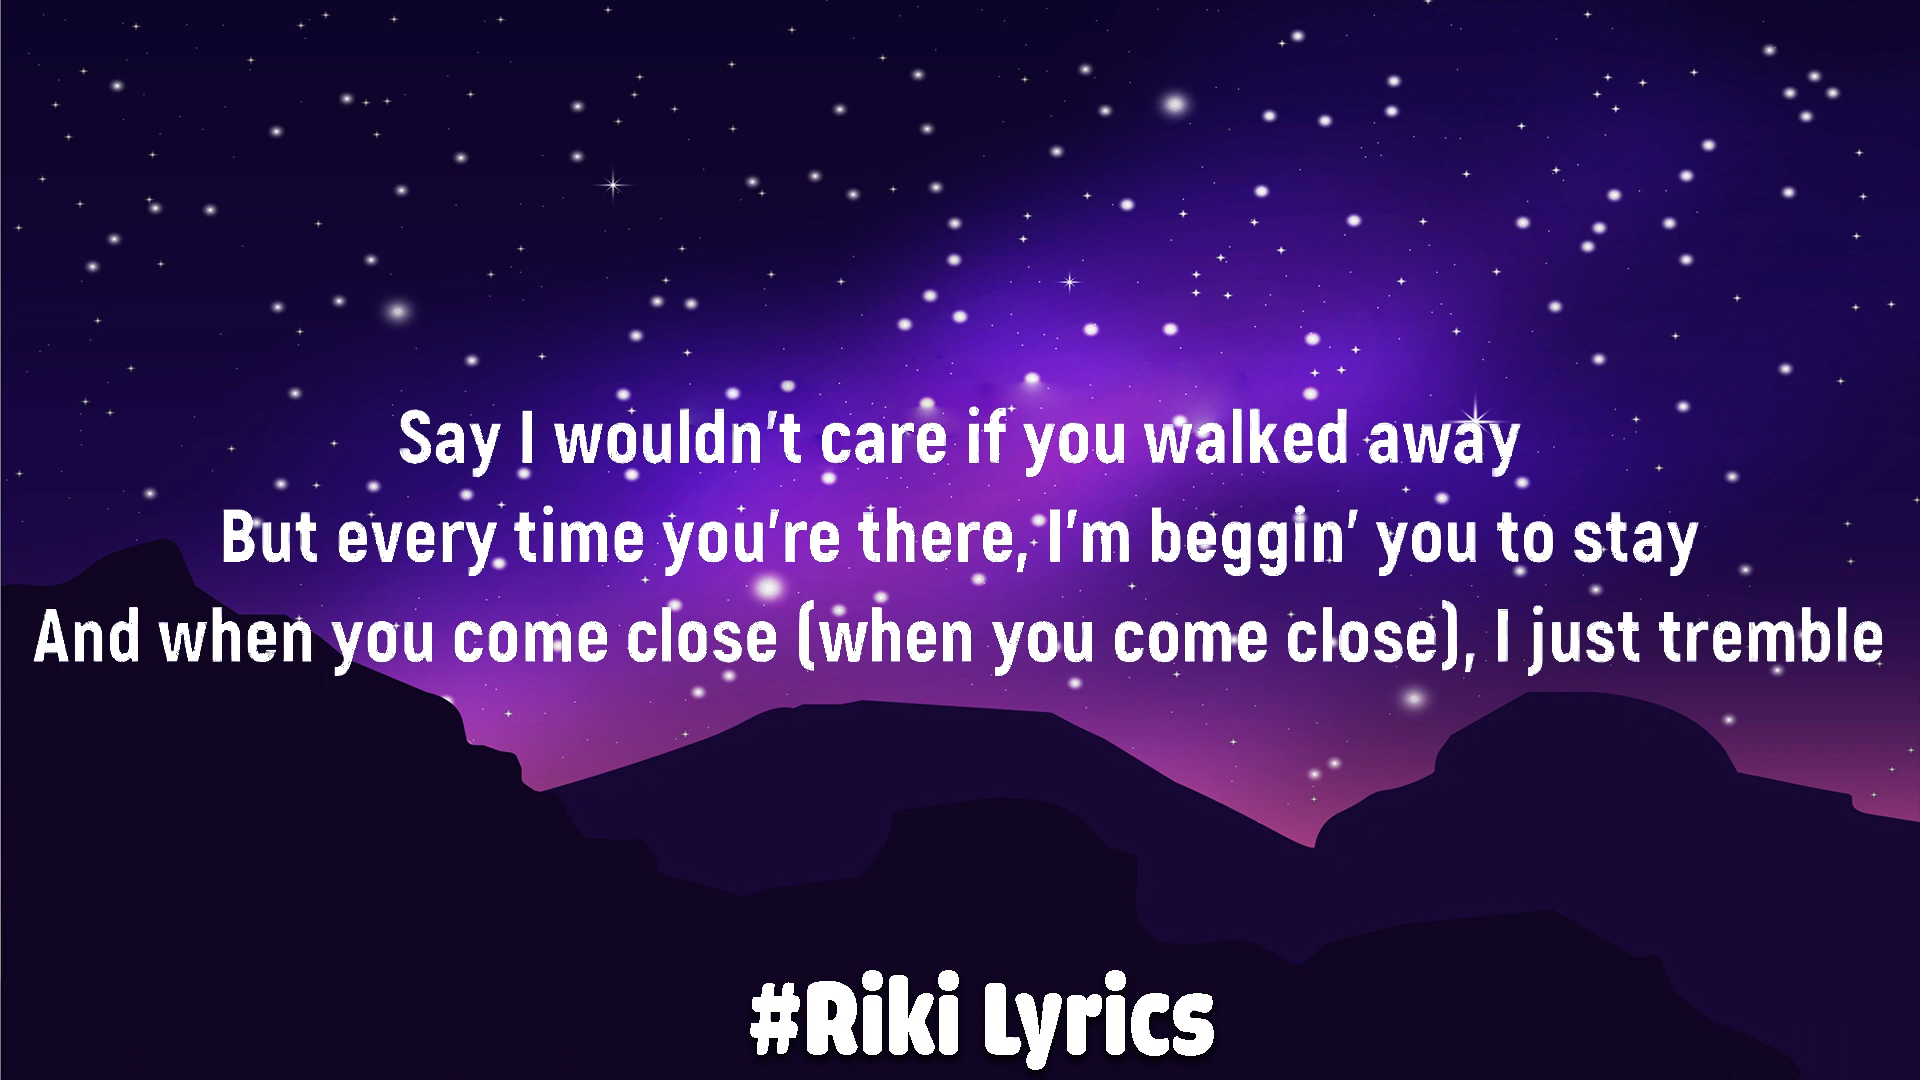 Say I wouldn't care if you walked away
But every time you're there, I'm beggin' you to stay
And when you come close (when you come close), I just tremble
#Riki Lyrics